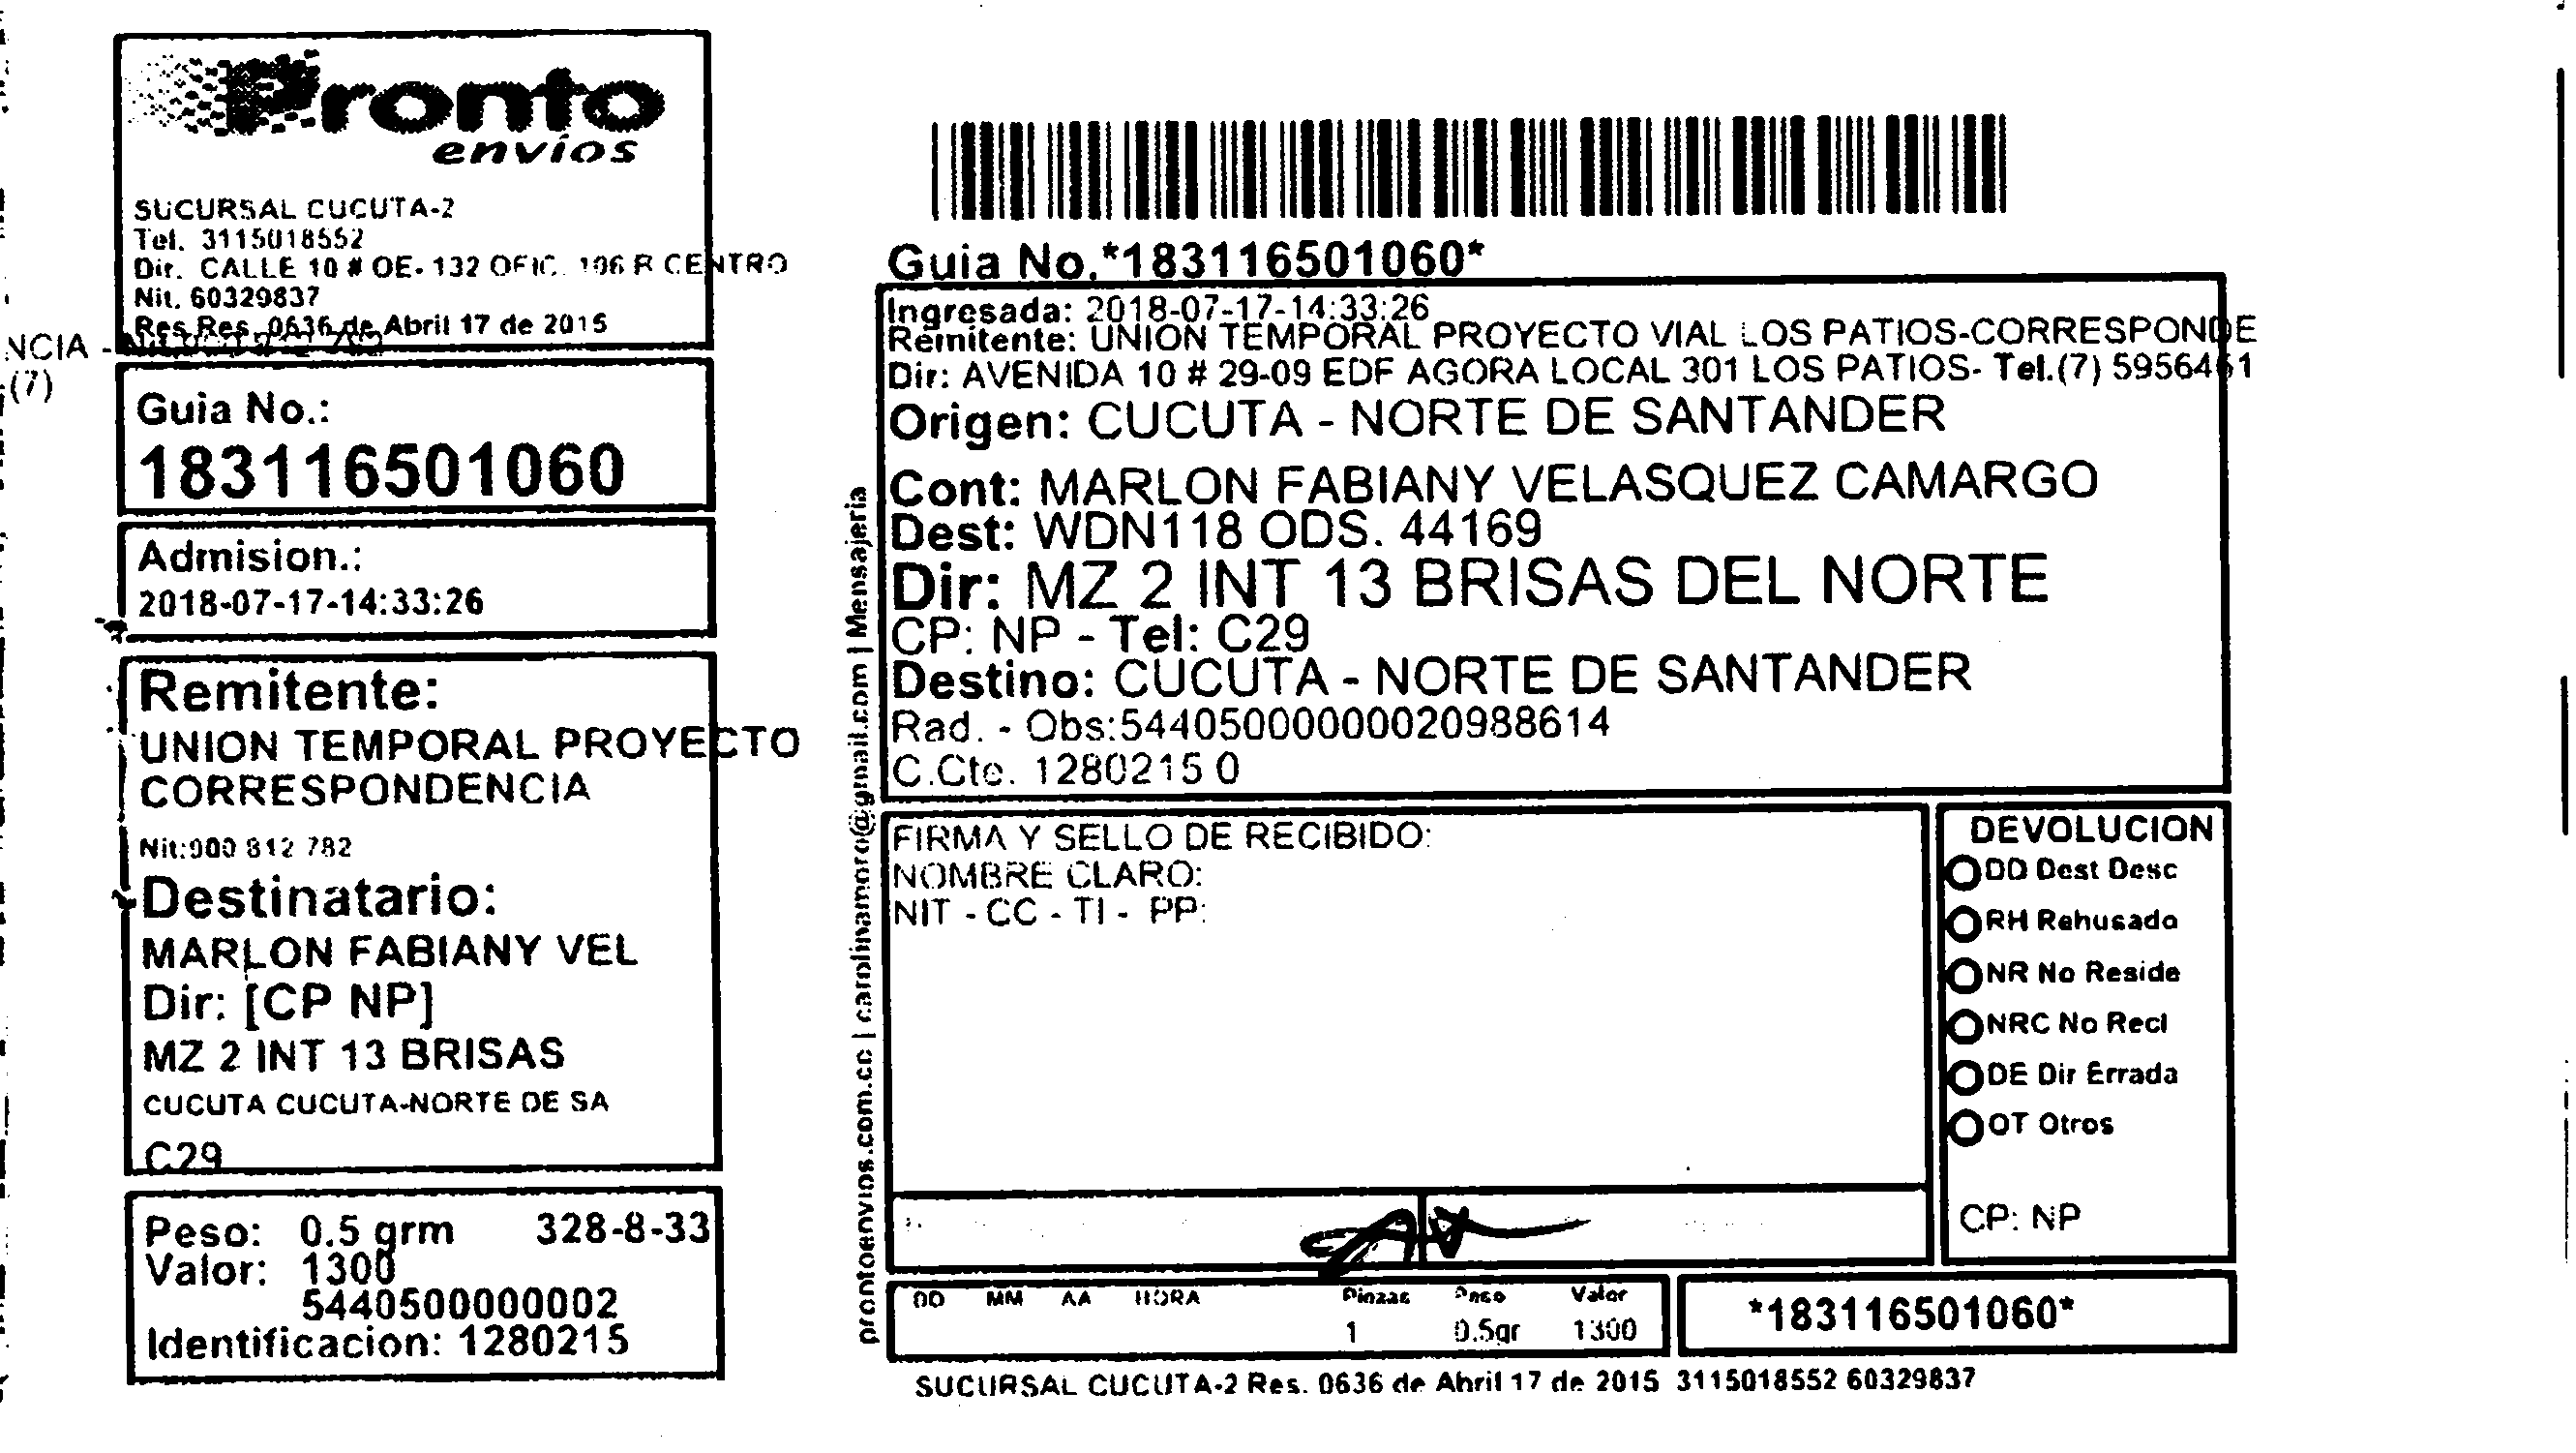 Pronto
envíos
SUCURSAL CUCUTA-2
Tel. 3115018552
Dir. CALLE 10 # OE- 132 OFIC. 106 B CENTRO
Nit. 60329837
Res Res. 0636 de Abril 17 de 2015
NCIA -
(7)
Guia No.:
183116501060
Admision.:
2018-07-17-14:33:26
Remitente:
UNION TEMPORAL PROYECTO
CORRESPONDENCIA
Nit:900 812 782
Destinatario:
MARLON FABIANY VEL
Dir: [CP NP]
MZ 2 INT 13 BRISAS
CUCUTA CUCUTA-NORTE DE SA
C29
Peso: 0.5 grm 328-8-33
Valor: 1300
5440500000002
Identificacion: 1280215
prontoenvios.com.co | carolinamoro@gmail.com | Mensajeria
Guia No.*183116501060*
Ingresada: 2018-07-17-14:33:26
Remitente: UNION TEMPORAL PROYECTO VIAL LOS PATIOS-CORRESPONDE
Dir: AVENIDA 10 # 29-09 EDF AGORA LOCAL 301 LOS PATIOS- Tel.(7) 5956461
Origen: CUCUTA - NORTE DE SANTANDER
Cont: MARLON FABIANY VELASQUEZ CAMARGO
Dest: WDN118 ODS. 44169
Dir: MZ 2 INT 13 BRISAS DEL NORTE
CP: NP - Tel: C29
Destino: CUCUTA - NORTE DE SANTANDER
Rad. - Obs:54405000000020988614
C.Cte. 1280215 0
FIRMA Y SELLO DE RECIBIDO:
NOMBRE CLARO:
NIT - CC - TI - PP:
DEVOLUCION
DD Dest Desc
RH Rehusado
NR No Reside
NRC No Recl
DE Dir Errada
OT Otros
CP: NP
DD MM AA HORA Piezas Peso Valor
1 0.5gr 1300
*183116501060*
SUCURSAL CUCUTA-2 Res. 0636 de Abril 17 de 2015 3115018552 60329837